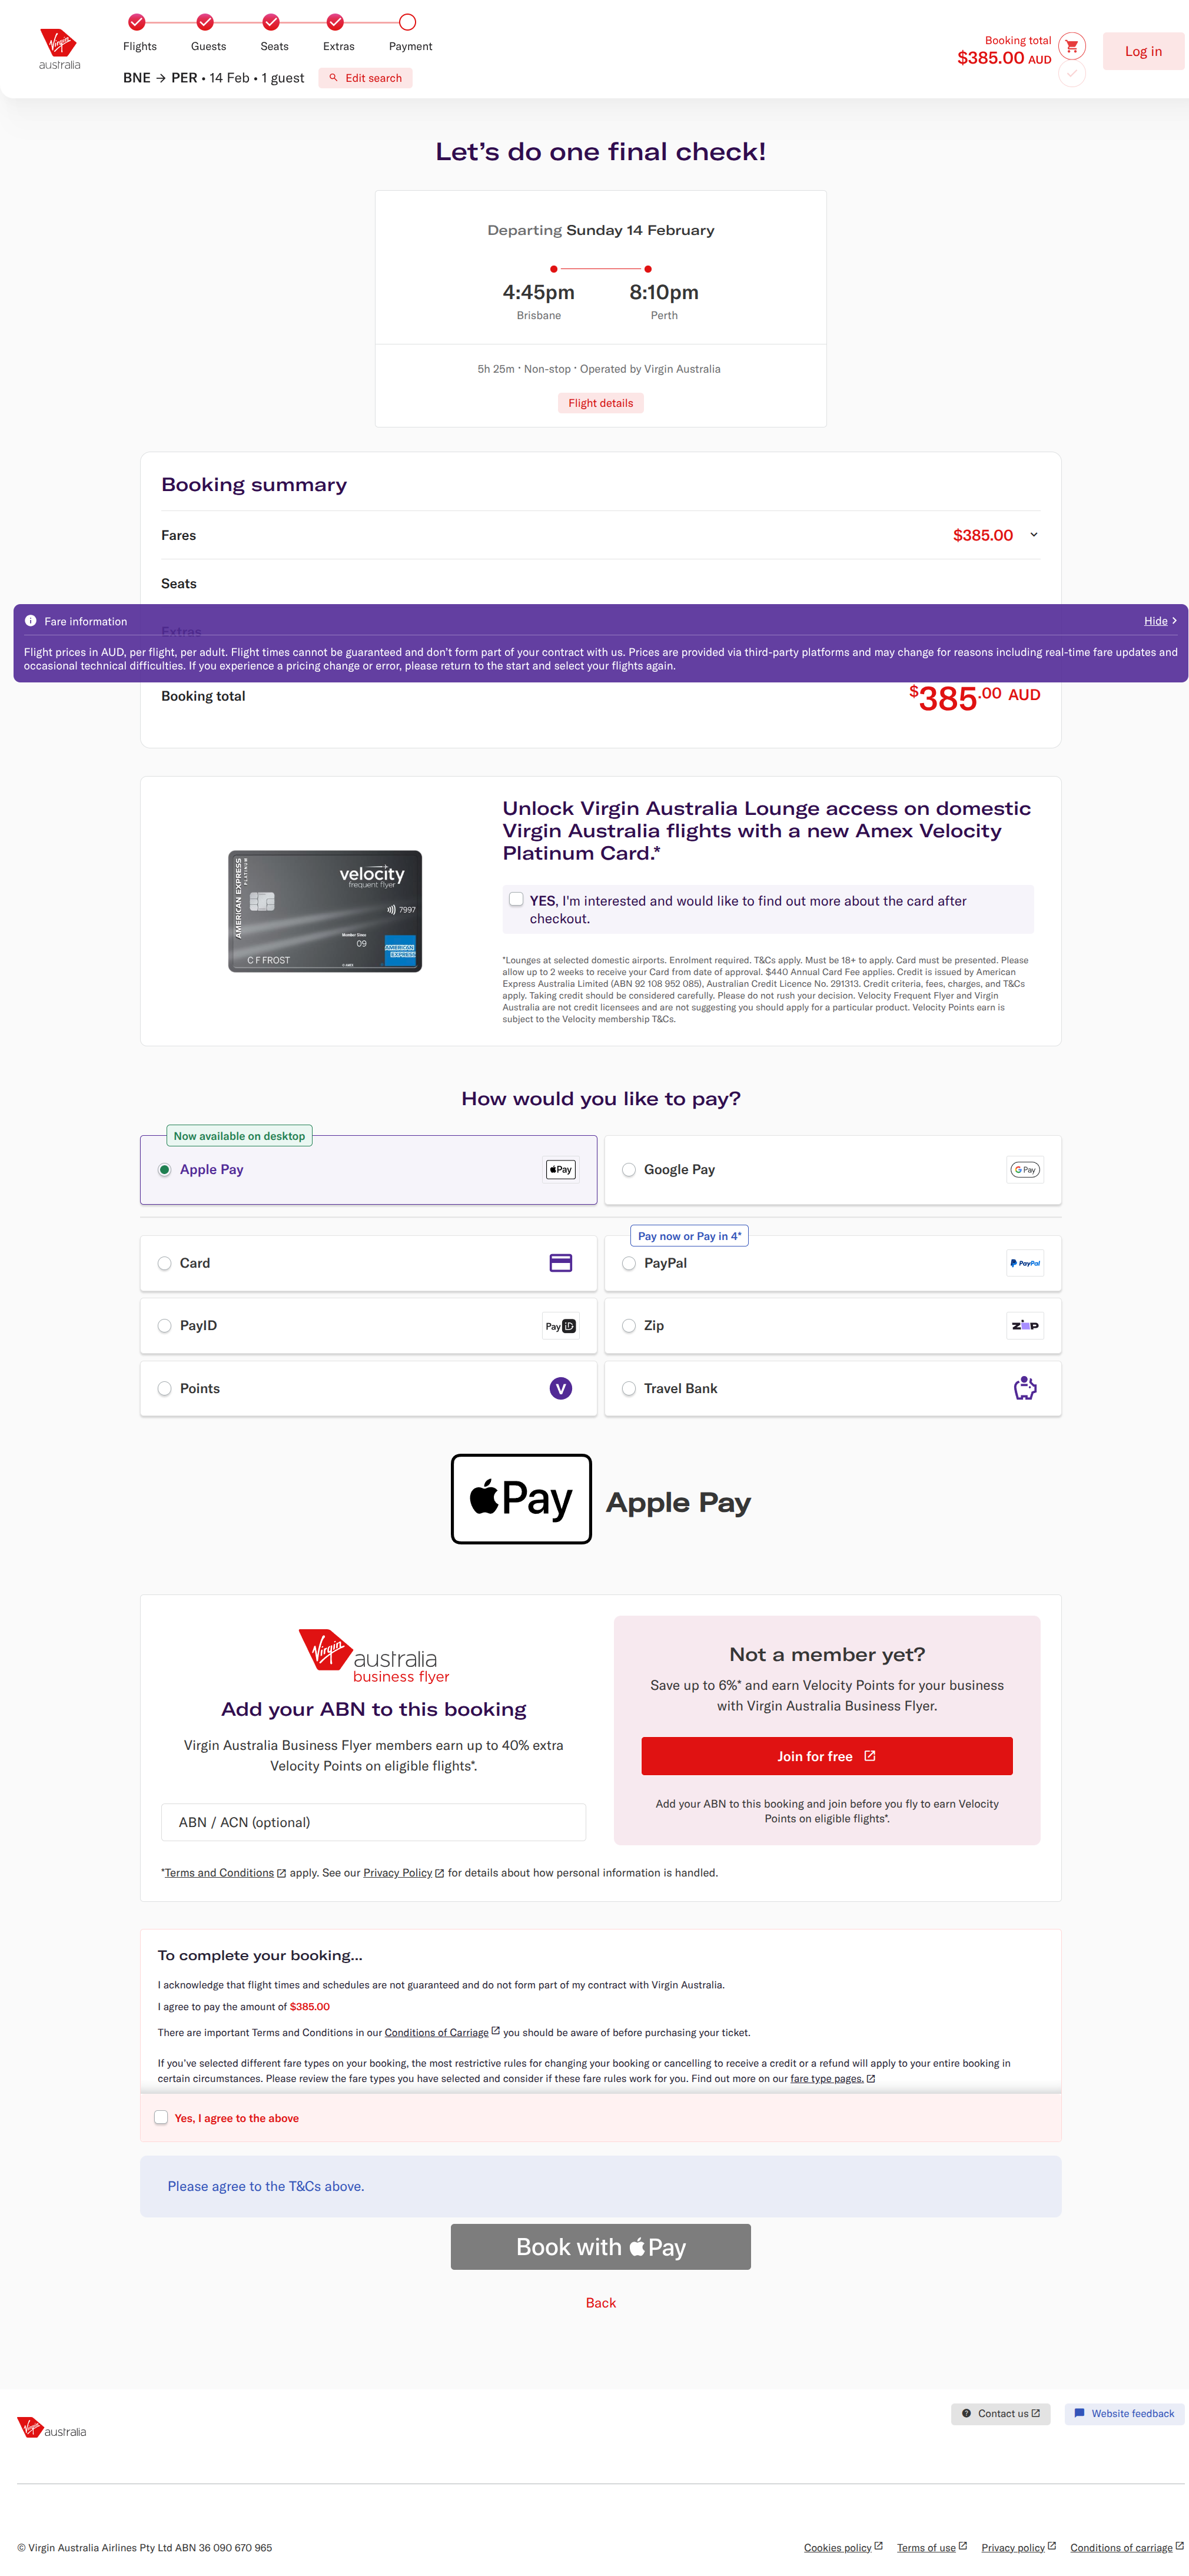 Virgin
australia
Flights
Guests
Seats
Extras
Payment
BNE → PER • 14 Feb • 1 guest
Edit search
Booking total
$385.00 AUD
Log in
Let’s do one final check!
Departing Sunday 14 February
4:45pm
8:10pm
Brisbane
Perth
5h 25m • Non-stop • Operated by Virgin Australia
Flight details
Booking summary
Fares
$385.00
Seats
Extras
Fare information
Hide
Flight prices in AUD, per flight, per adult. Flight times cannot be guaranteed and don’t form part of your contract with us. Prices are provided via third-party platforms and may change for reasons including real-time fare updates and
occasional technical difficulties. If you experience a pricing change or error, please return to the start and select your flights again.
Booking total
$385.00 AUD
AMERICAN EXPRESS
PLATINUM
velocity
frequent flyer
7997
Member Since
09
AMERICAN
EXPRESS
C F FROST
Unlock Virgin Australia Lounge access on domestic
Virgin Australia flights with a new Amex Velocity
Platinum Card.*
YES, I'm interested and would like to find out more about the card after
checkout.
*Lounges at selected domestic airports. Enrolment required. T&Cs apply. Must be 18+ to apply. Card must be presented. Please
allow up to 2 weeks to receive your Card from date of approval. $440 Annual Card Fee applies. Credit is issued by American
Express Australia Limited (ABN 92 108 952 085), Australian Credit Licence No. 291313. Credit criteria, fees, charges, and T&Cs
apply. Taking credit should be considered carefully. Please do not rush your decision. Velocity Frequent Flyer and Virgin
Australia are not credit licensees and are not suggesting you should apply for a particular product. Velocity Points earn is
subject to the Velocity membership T&Cs.
How would you like to pay?
Now available on desktop
Apple Pay
Pay
Google Pay
G Pay
Card
Pay now or Pay in 4*
PayPal
PayPal
PayID
Pay iD
Zip
ZIP
Points
V
Travel Bank
Pay
Apple Pay
Virgin
australia
business flyer
Add your ABN to this booking
Virgin Australia Business Flyer members earn up to 40% extra
Velocity Points on eligible flights*.
ABN / ACN (optional)
Not a member yet?
Save up to 6%* and earn Velocity Points for your business
with Virgin Australia Business Flyer.
Join for free
Add your ABN to this booking and join before you fly to earn Velocity
Points on eligible flights*.
*Terms and Conditions apply. See our Privacy Policy for details about how personal information is handled.
To complete your booking...
I acknowledge that flight times and schedules are not guaranteed and do not form part of my contract with Virgin Australia.
I agree to pay the amount of $385.00
There are important Terms and Conditions in our Conditions of Carriage you should be aware of before purchasing your ticket.
If you’ve selected different fare types on your booking, the most restrictive rules for changing your booking or cancelling to receive a credit or a refund will apply to your entire booking in
certain circumstances. Please review the fare types you have selected and consider if these fare rules work for you. Find out more on our fare type pages.
Yes, I agree to the above
Please agree to the T&Cs above.
Book with Pay
Back
Virgin
australia
Contact us
Website feedback
© Virgin Australia Airlines Pty Ltd ABN 36 090 670 965
Cookies policy
Terms of use
Privacy policy
Conditions of carriage